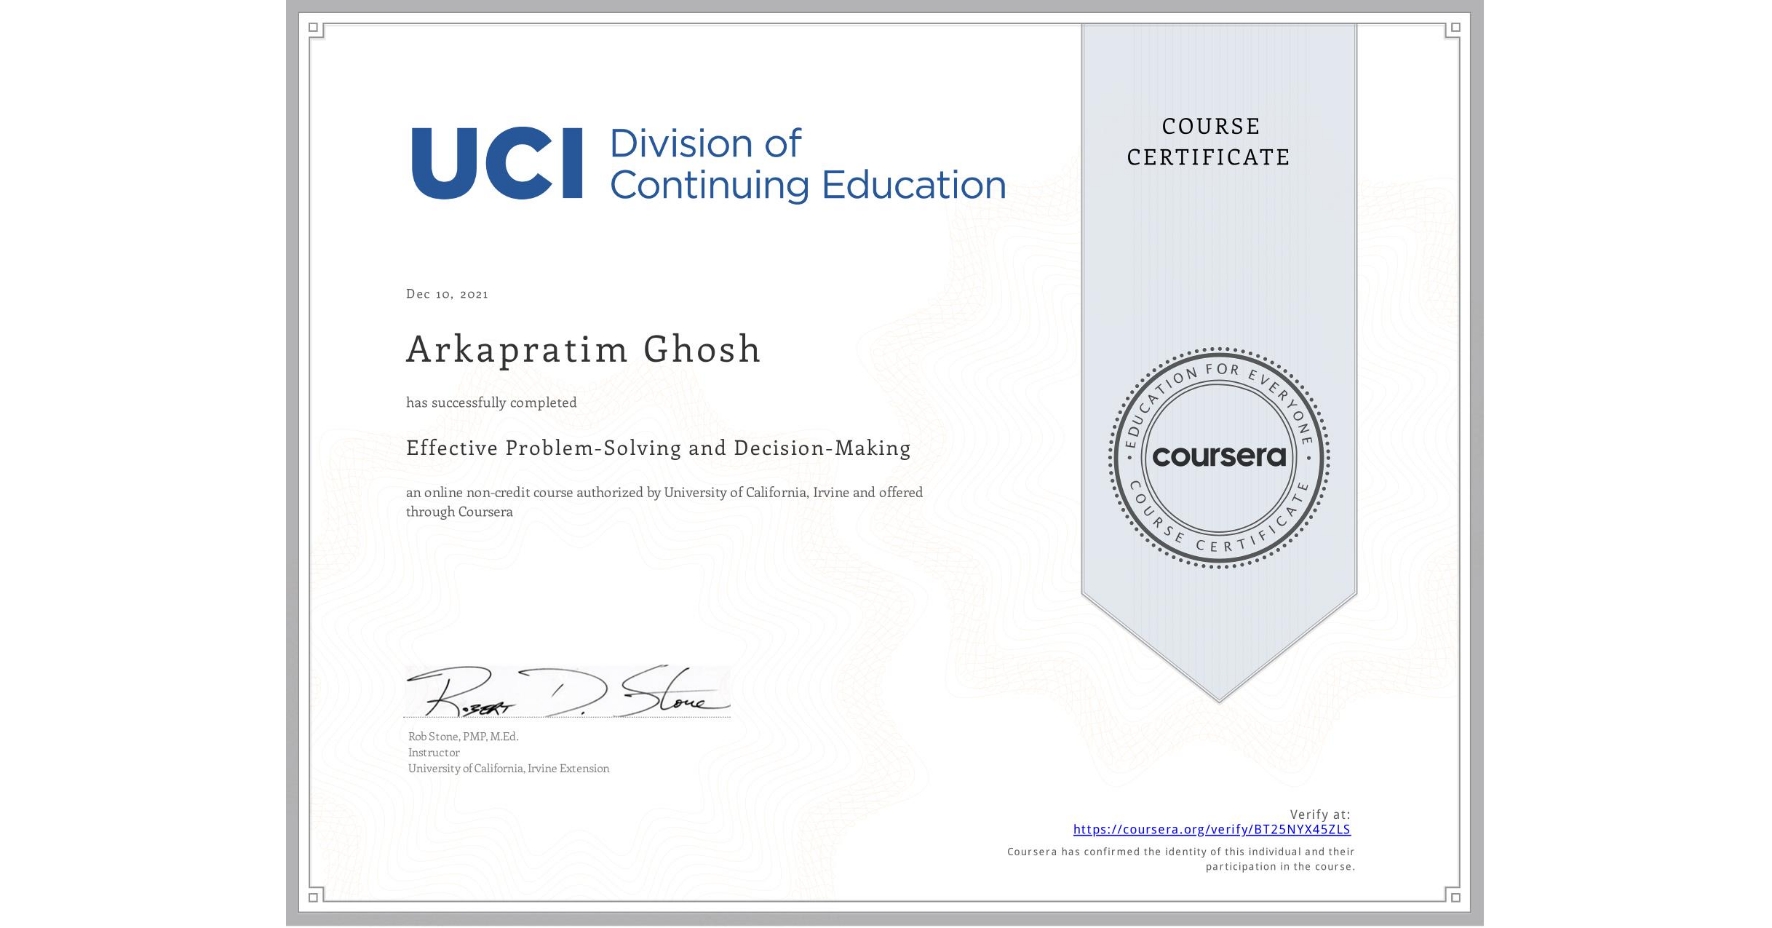 UCI Division of
Continuing Education
COURSE
CERTIFICATE
Dec 10, 2021
Arkapratim Ghosh
has successfully completed
Effective Problem-Solving and Decision-Making
an online non-credit course authorized by University of California, Irvine and offered
through Coursera
EDUCATION FOR EVERYONE
coursera
COURSE CERTIFICATE
Robert D. Stone
Rob Stone, PMP, M.Ed.
Instructor
University of California, Irvine Extension
Verify at:
https://coursera.org/verify/BT25NYX45ZLS
Coursera has confirmed the identity of this individual and their
participation in the course.